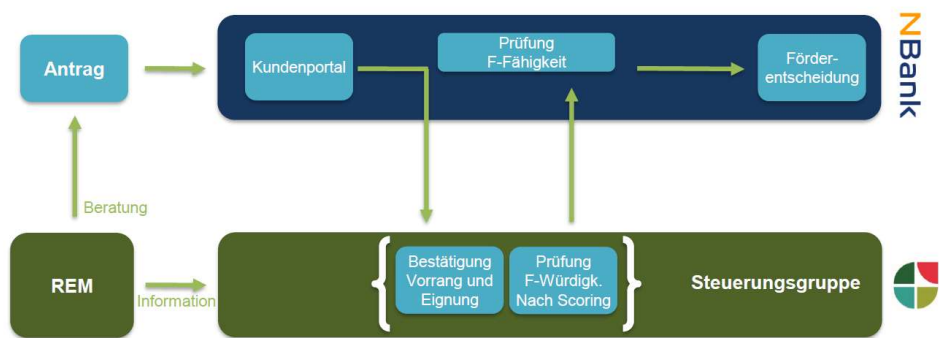 Antrag
Kundenportal
Prüfung
F-Fähigkeit
Förder-
entscheidung
NBank
Beratung
REM
Information
Bestätigung
Vorrang und
Eignung
Prüfung
F-Würdigk.
Nach Scoring
Steuerungsgruppe